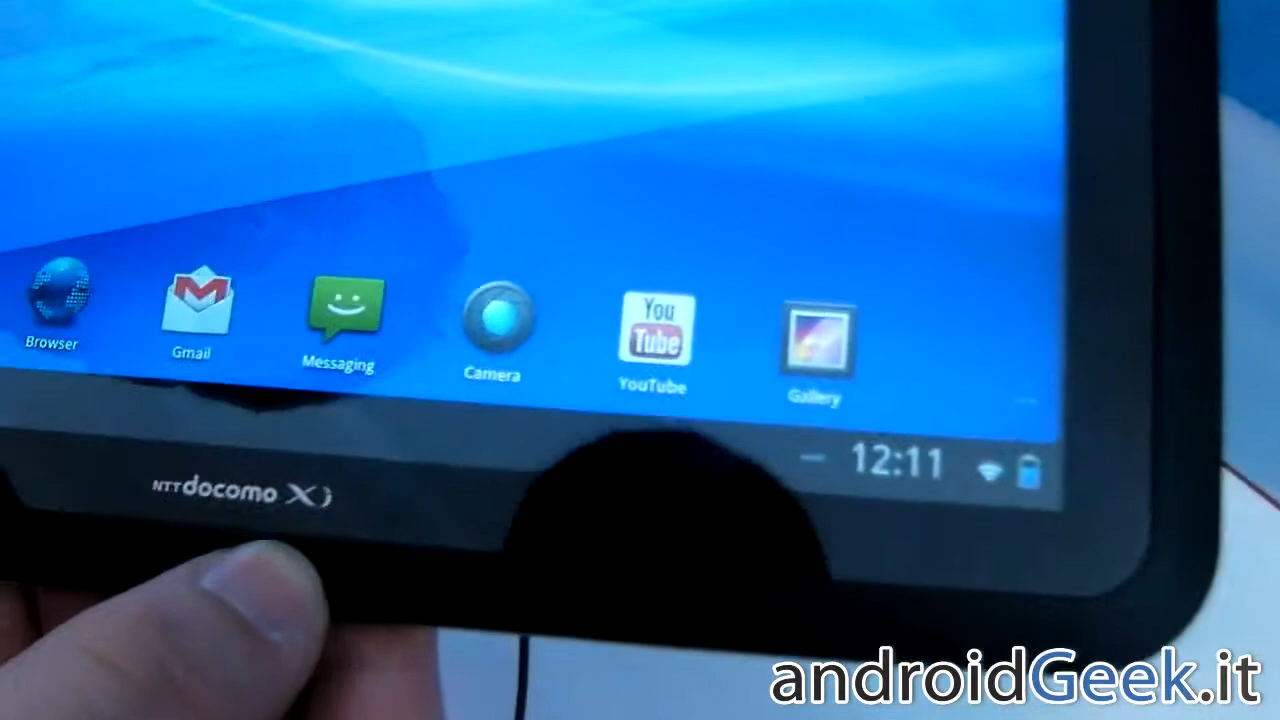 Browser
Gmail
Messaging
Camera
You
Tube
YouTube
Gallery
12:11
NTT docomo Xi
androidGeek.it